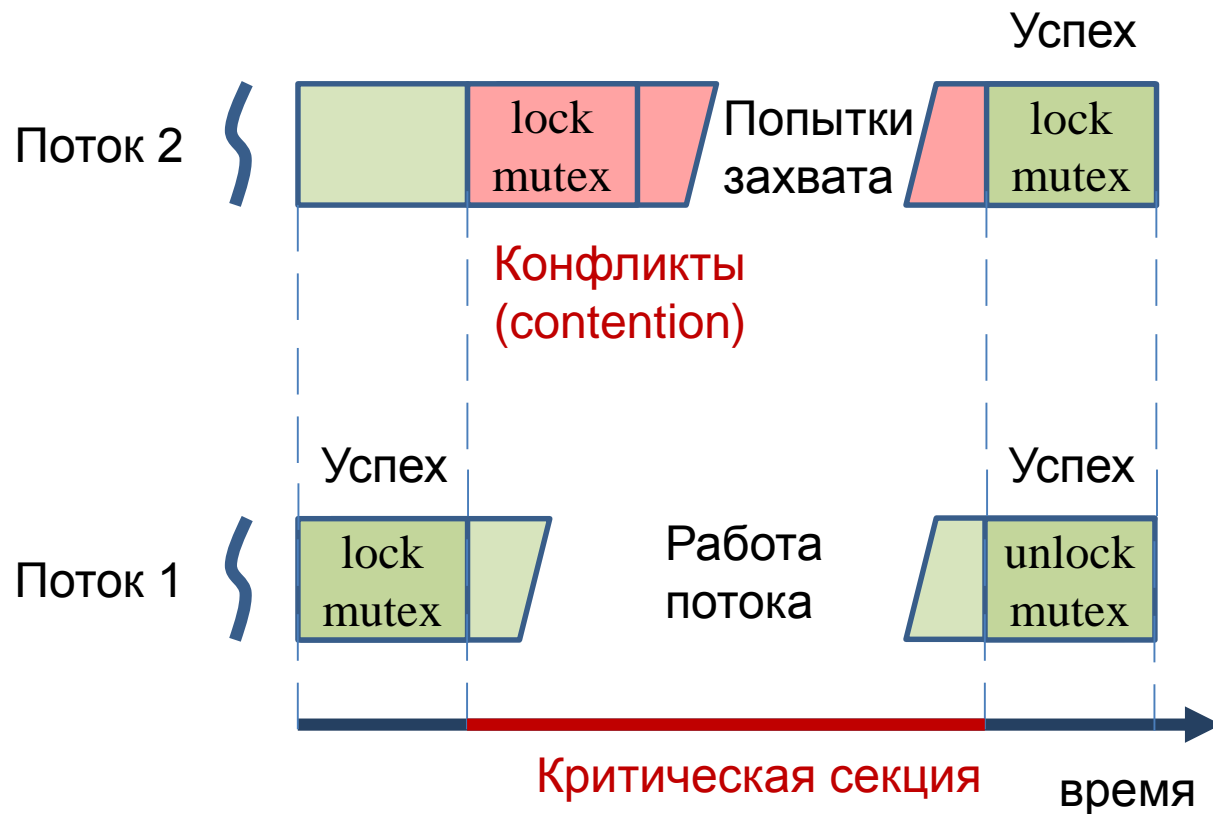 Успех
Поток 2
lock
mutex
Попытки
захвата
lock
mutex
Конфликты
(contention)
Успех
Успех
Поток 1
lock
mutex
Работа
потока
unlock
mutex
Критическая секция
время